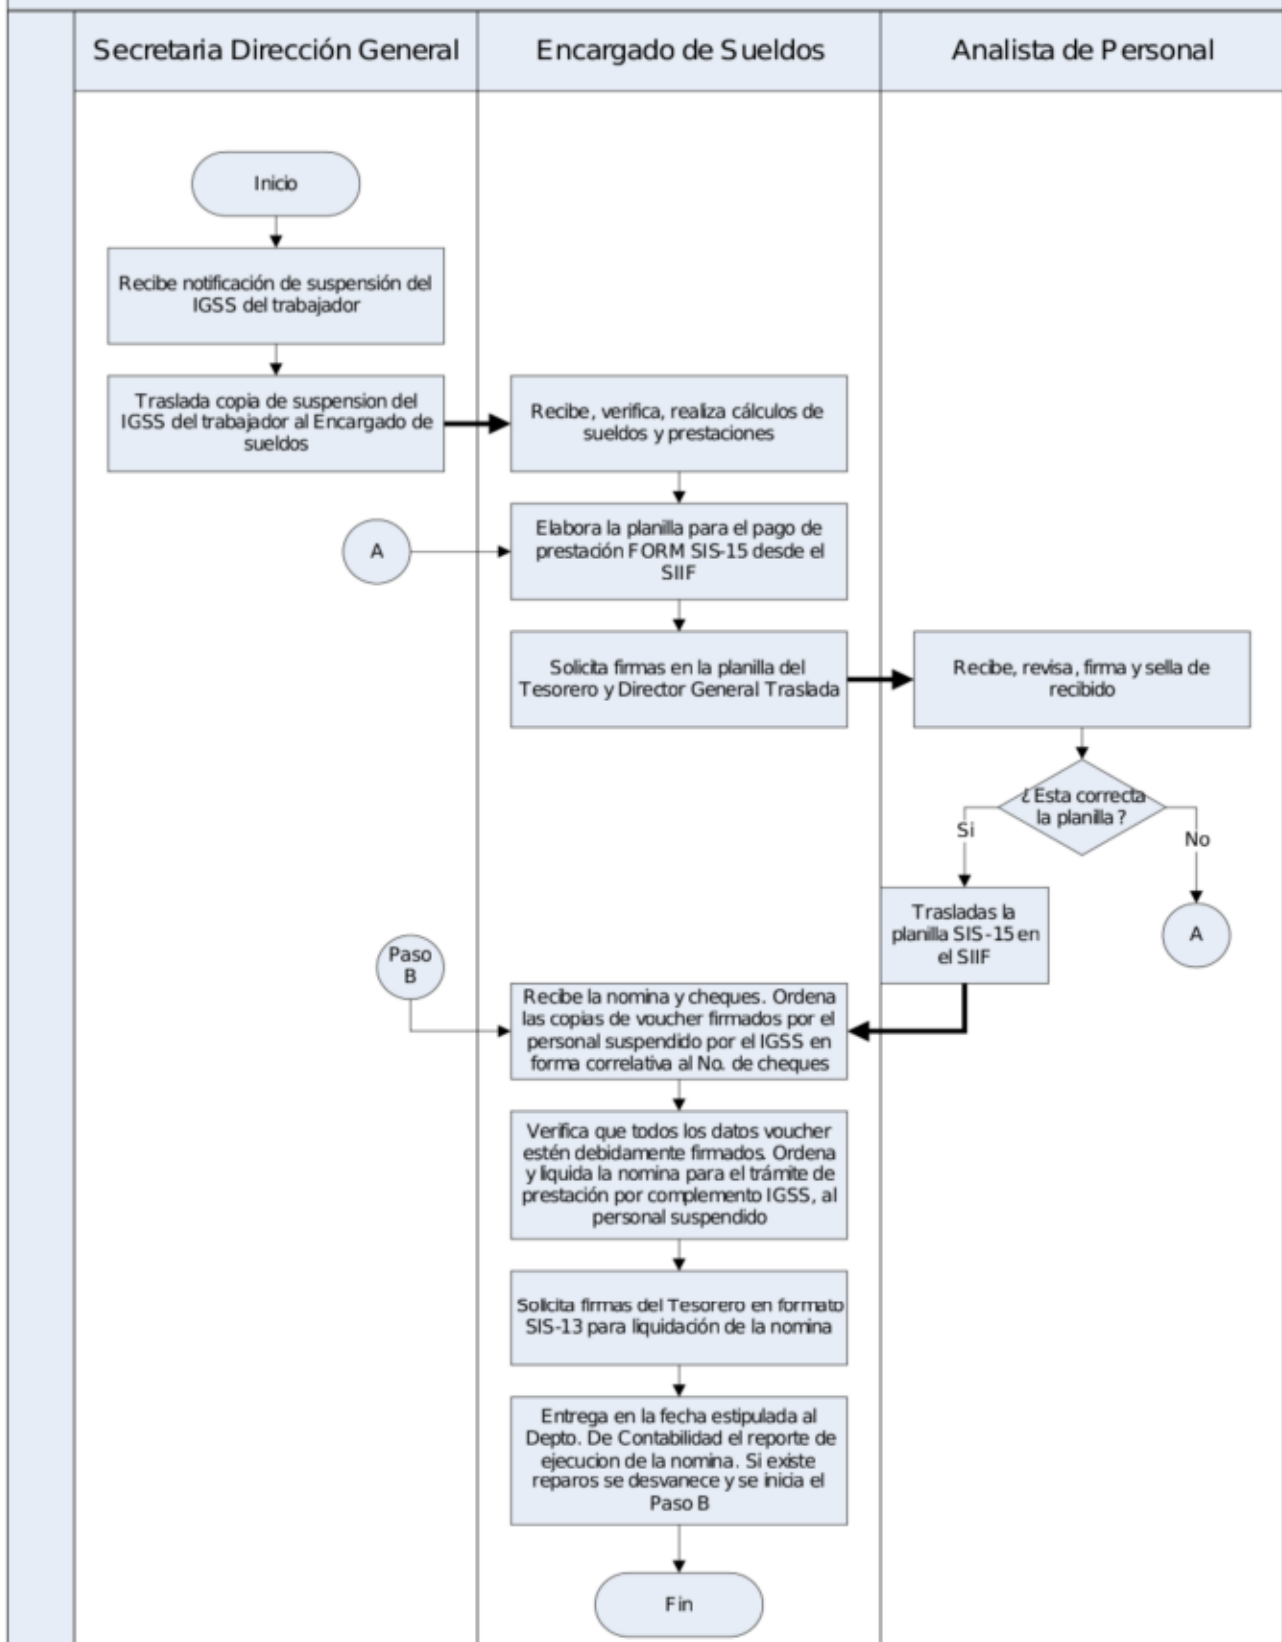 Secretaria Dirección General
Encargado de Sueldos
Analista de Personal
Inicio
Recibe notificación de suspensión del
IGSS del trabajador
Traslada copia de suspension del
IGSS del trabajador al Encargado de
sueldos
Recibe, verifica, realiza cálculos de
sueldos y prestaciones
A
Elabora la planilla para el pago de
prestación FORM SIS-15 desde el
SIIF
Solicita firmas en la planilla del
Tesorero y Director General Traslada
Recibe, revisa, firma y sella de
recibido
¿Esta correcta
la planilla?
Si
No
Trasladas la
planilla SIS-15 en
el SIIF
A
Paso
B
Recibe la nomina y cheques. Ordena
las copias de voucher firmados por el
personal suspendido por el IGSS en
forma correlativa al No. de cheques
Verifica que todos los datos voucher
estén debidamente firmados. Ordena
y liquida la nomina para el trámite de
prestación por complemento IGSS, al
personal suspendido
Solicita firmas del Tesorero en formato
SIS-13 para liquidación de la nomina
Entrega en la fecha estipulada al
Depto. De Contabilidad el reporte de
ejecucion de la nomina. Si existe
reparos se desvanece y se inicia el
Paso B
Fin